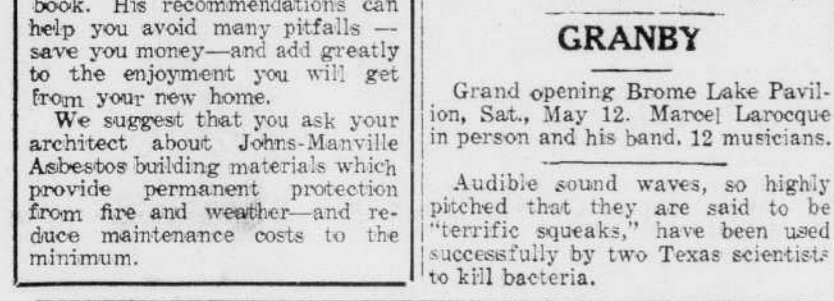 book. His recommendations can
help you avoid many pitfalls —
save you money—and add greatly
to the enjoyment you will get
from your new home.
We suggest that you ask your
architect about Johns-Manville
Asbestos building materials which
provide permanent protection
from fire and weather—and re-
duce maintenance costs to the
minimum.
GRANBY
Grand opening Brome Lake Pavil-
ion, Sat., May 12. Marcel Larocque
in person and his band. 12 musicians.
Audible sound waves, so highly
pitched that they are said to be
"terrific squeaks," have been used
successfully by two Texas scientists
to kill bacteria.